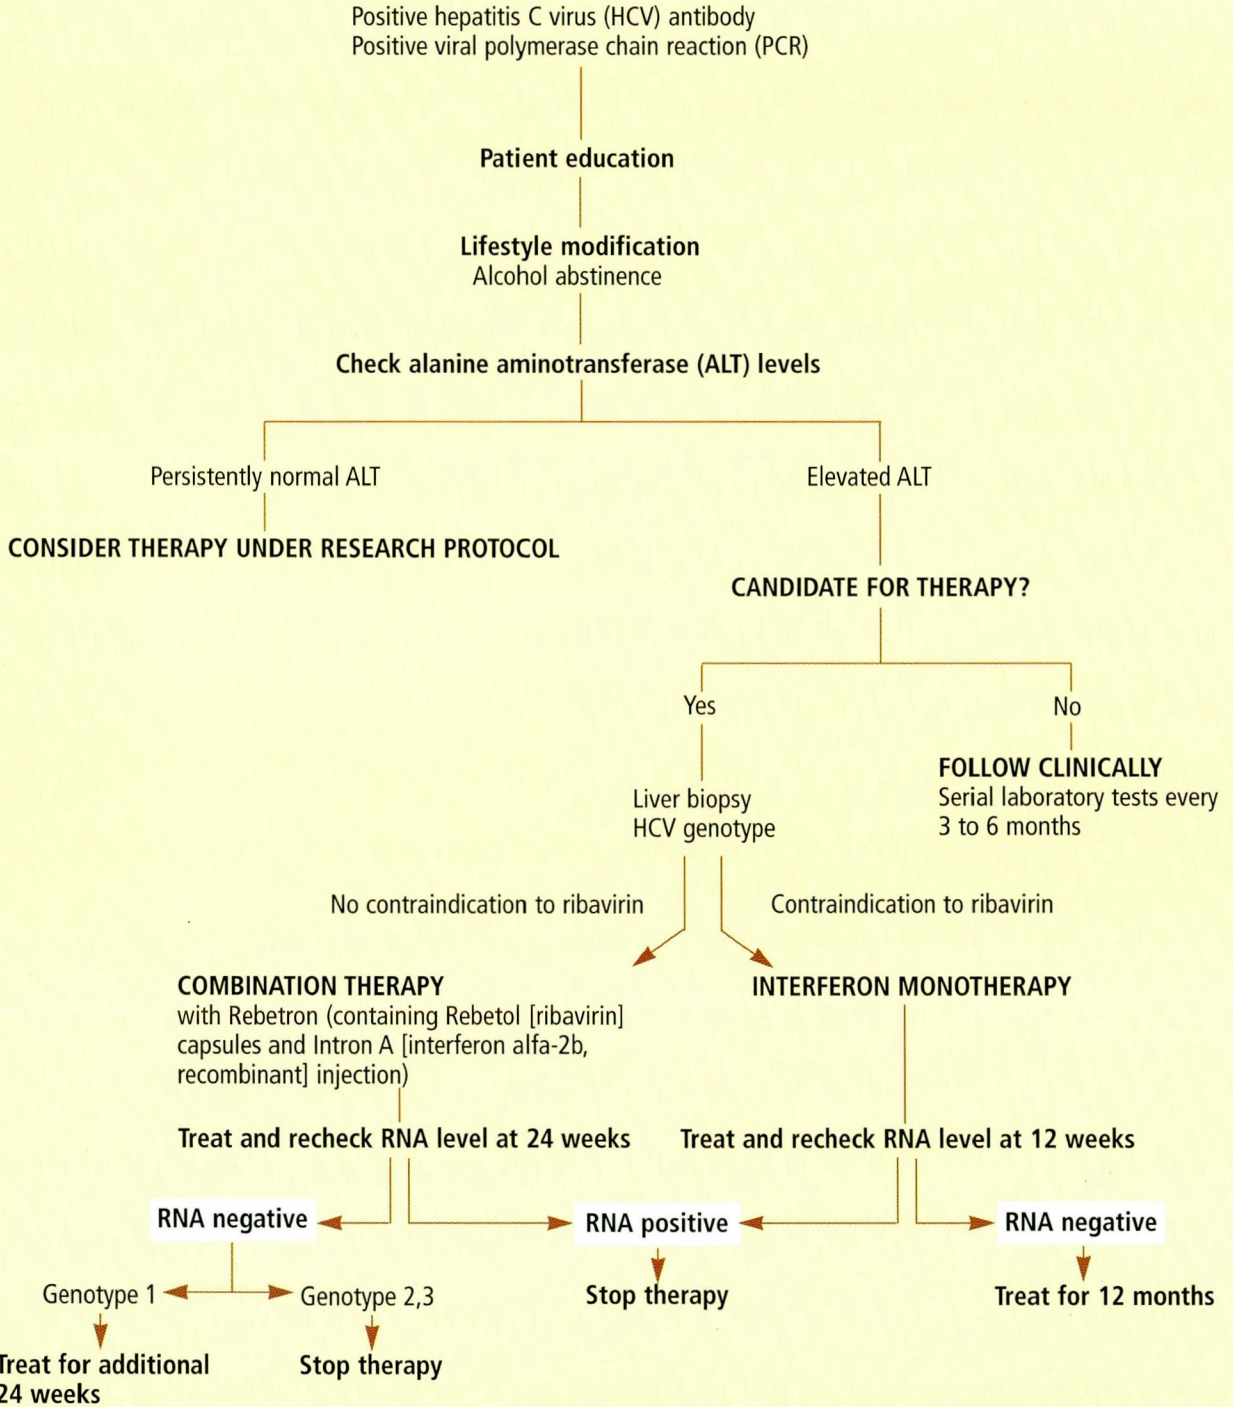 Positive hepatitis C virus (HCV) antibody
Positive viral polymerase chain reaction (PCR)
Patient education
Lifestyle modification
Alcohol abstinence
Check alanine aminotransferase (ALT) levels
Persistently normal ALT
Elevated ALT
CONSIDER THERAPY UNDER RESEARCH PROTOCOL
CANDIDATE FOR THERAPY?
Yes
No
FOLLOW CLINICALLY
Serial laboratory tests every
3 to 6 months
Liver biopsy
HCV genotype
No contraindication to ribavirin
Contraindication to ribavirin
COMBINATION THERAPY
with Rebetron (containing Rebetol [ribavirin]
capsules and Intron A [interferon alfa-2b,
recombinant] injection)
INTERFERON MONOTHERAPY
Treat and recheck RNA level at 24 weeks
Treat and recheck RNA level at 12 weeks
RNA negative
RNA positive
RNA negative
Genotype 1
Genotype 2,3
Stop therapy
Treat for 12 months
Treat for additional
24 weeks
Stop therapy